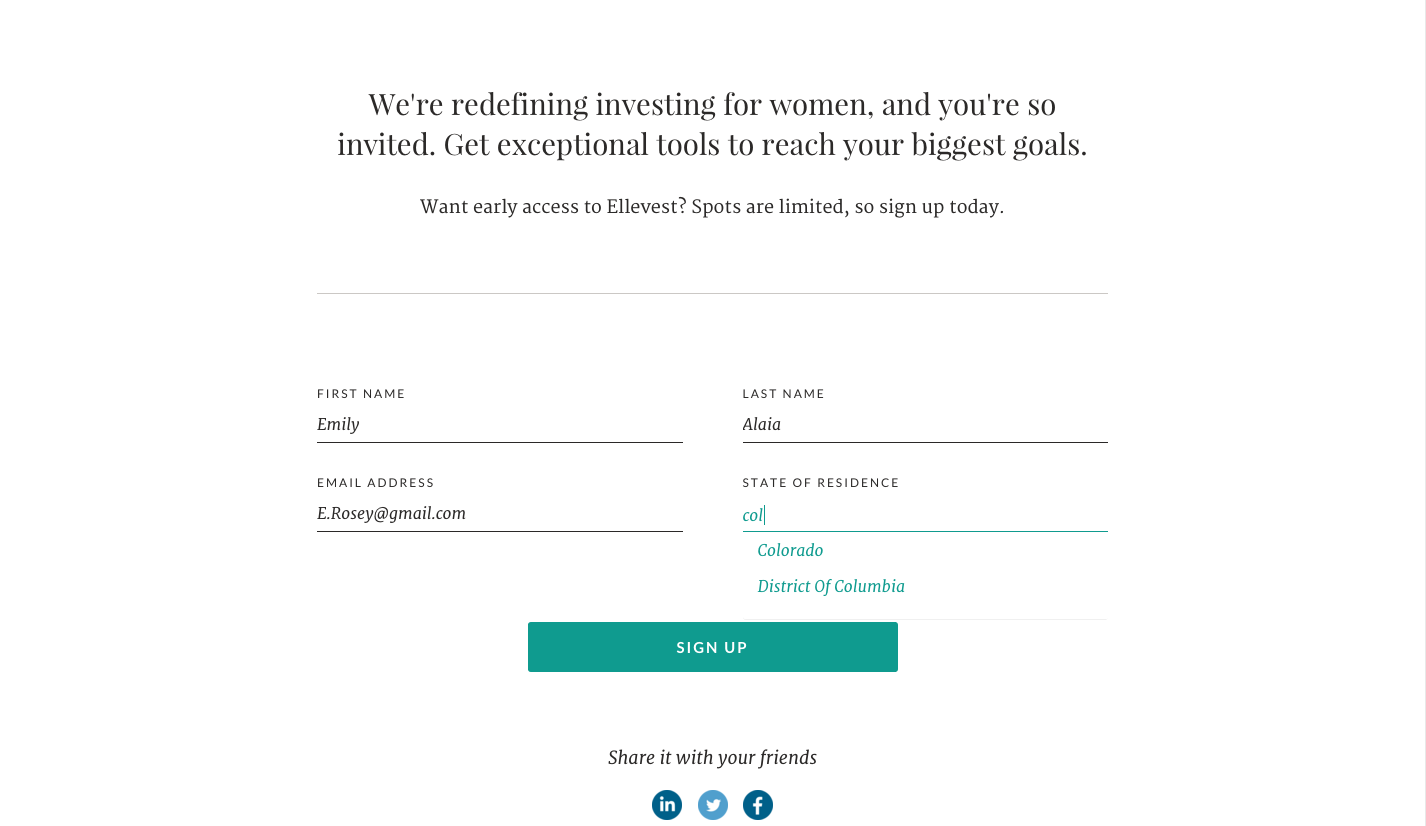 We're redefining investing for women, and you're so
invited. Get exceptional tools to reach your biggest goals.
Want early access to Ellevest? Spots are limited, so sign up today.
FIRST NAME
Emily
LAST NAME
Alaia
EMAIL ADDRESS
E.Rosey@gmail.com
STATE OF RESIDENCE
col
Colorado
District Of Columbia
SIGN UP
Share it with your friends
in
f